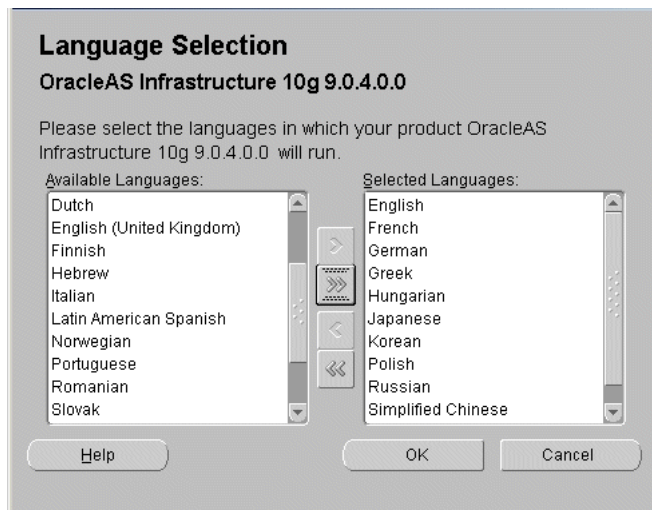 Language Selection
OracleAS Infrastructure 10g 9.0.4.0.0
Please select the languages in which your product OracleAS
Infrastructure 10g 9.0.4.0.0 will run.
Available Languages:
Dutch
English (United Kingdom)
Finnish
Hebrew
Italian
Latin American Spanish
Norwegian
Portuguese
Romanian
Slovak
Selected Languages:
English
French
German
Greek
Hungarian
Japanese
Korean
Polish
Russian
Simplified Chinese
Help
OK
Cancel